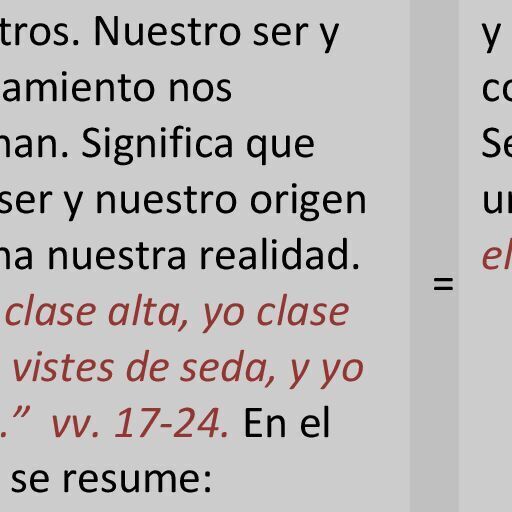 tros. Nuestro ser y
amiento nos
nan. Significa que
ser y nuestro origen
na nuestra realidad.
clase alta, yo clase
vistes de seda, y yo
.” vv. 17-24. En el
se resume:
=
y
co
Se
un
el